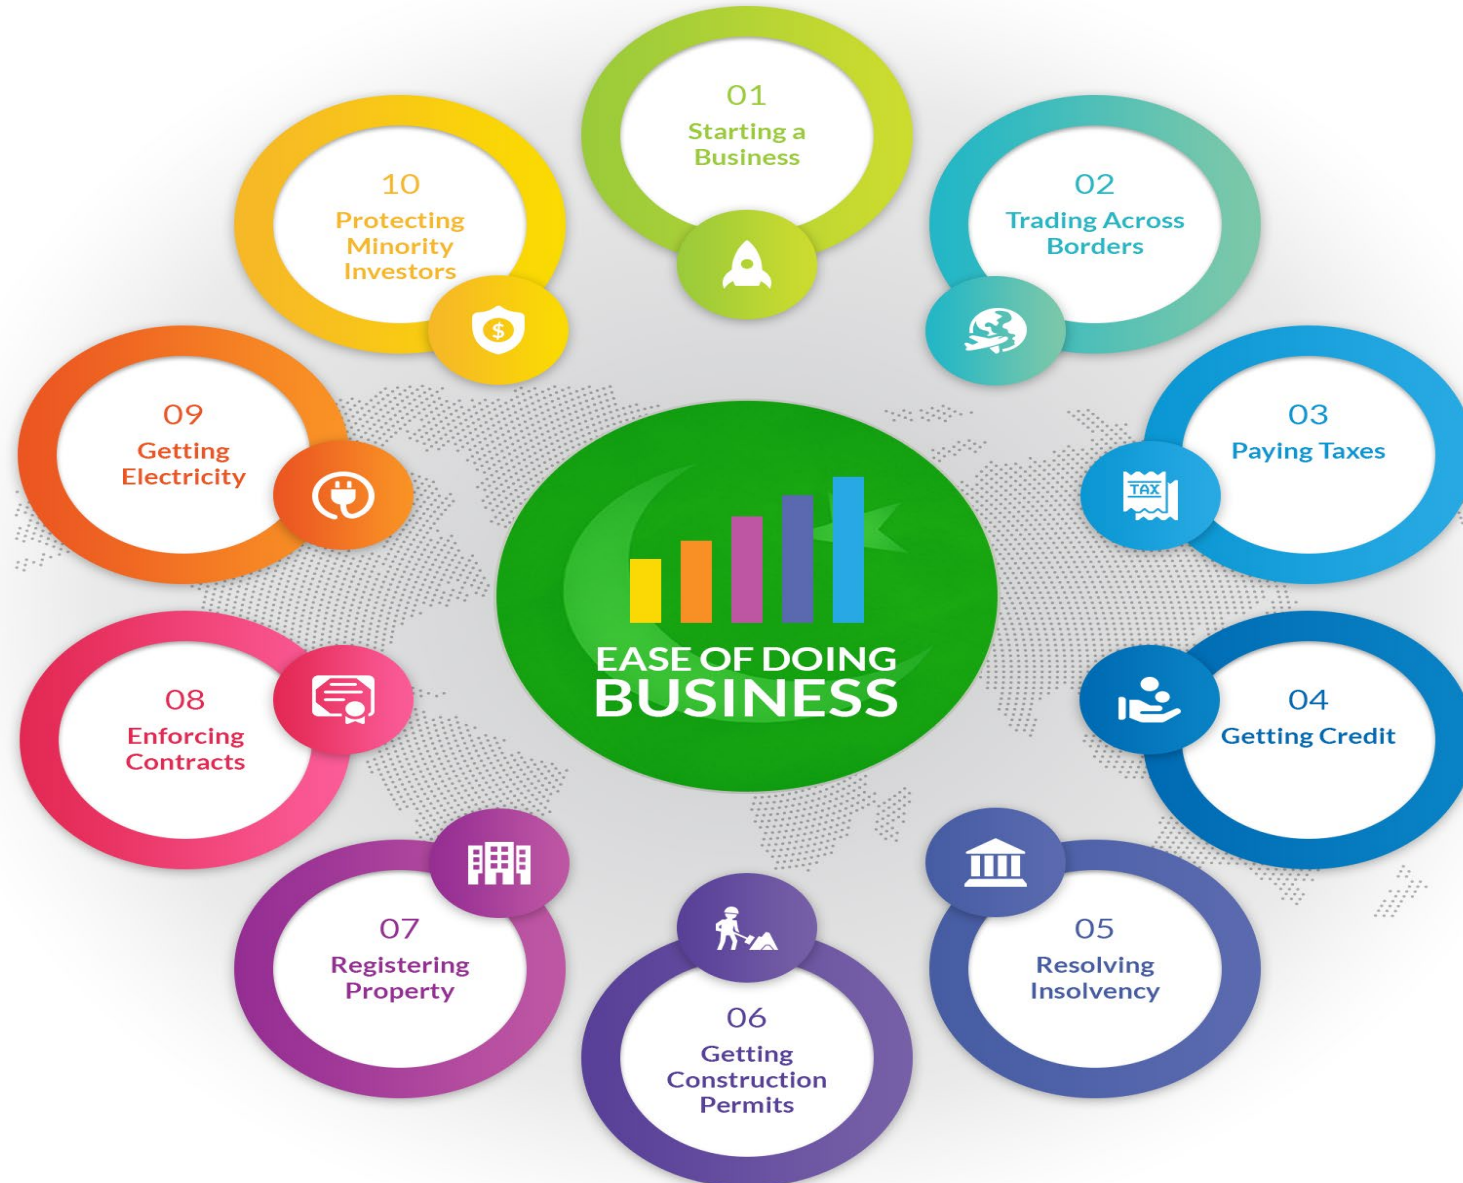 01
Starting a
Business
02
Trading Across
Borders
03
Paying Taxes
TAX
04
Getting Credit
05
Resolving
Insolvency
06
Getting
Construction
Permits
07
Registering
Property
08
Enforcing
Contracts
09
Getting
Electricity
10
Protecting
Minority
Investors
$
EASE OF DOING
BUSINESS